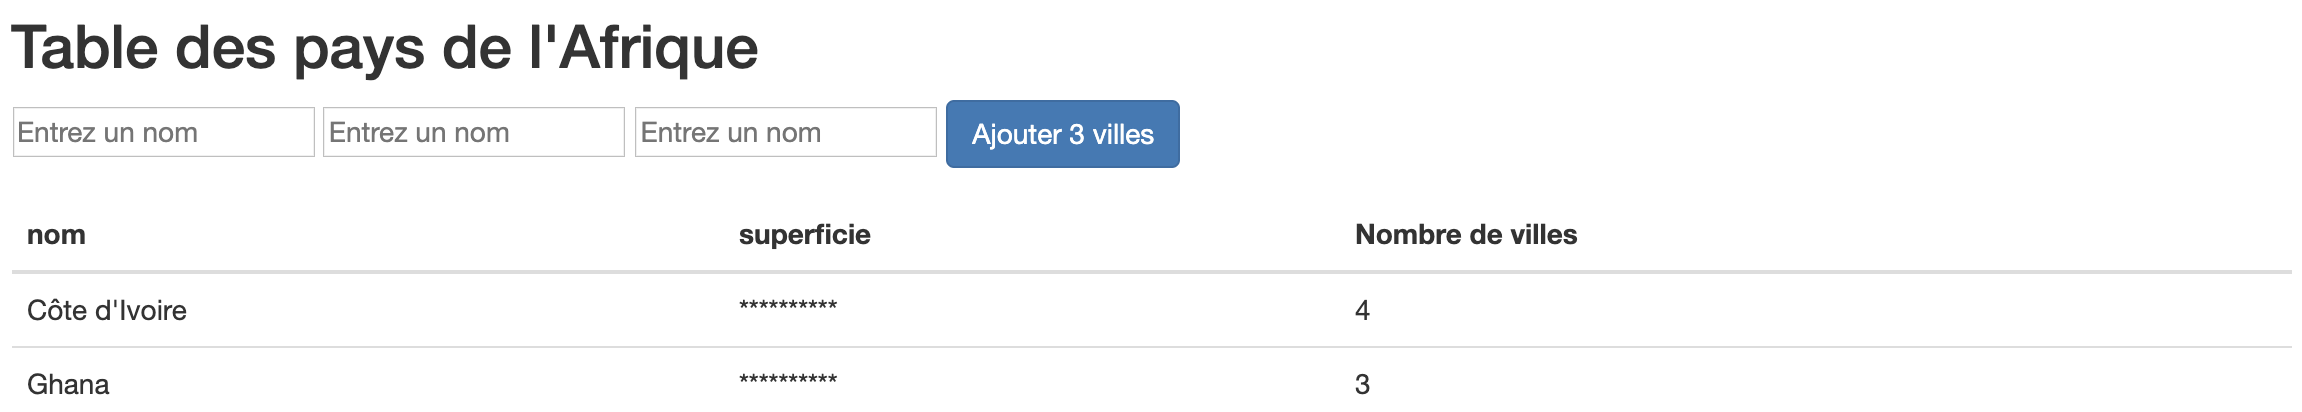 Table des pays de l'Afrique
Entrez un nom Entrez un nom Entrez un nom Ajouter 3 villes
nom superficie Nombre de villes
Côte d'Ivoire ********** 4
Ghana ********** 3